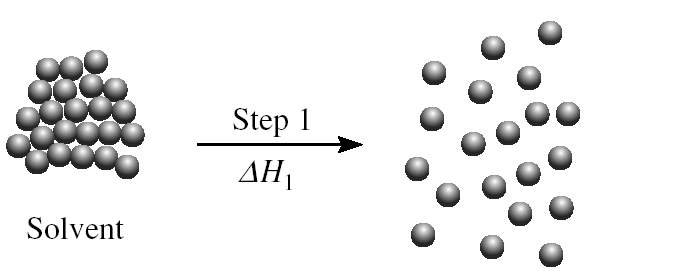 Step 1
ΔH₁
Solvent